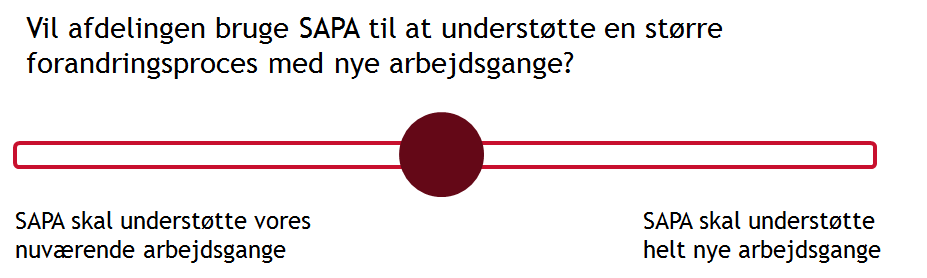 Vil afdelingen bruge SAPA til at understøtte en større
forandringsproces med nye arbejdsgange?
SAPA skal understøtte vores
nuværende arbejdsgange
SAPA skal understøtte
helt nye arbejdsgange